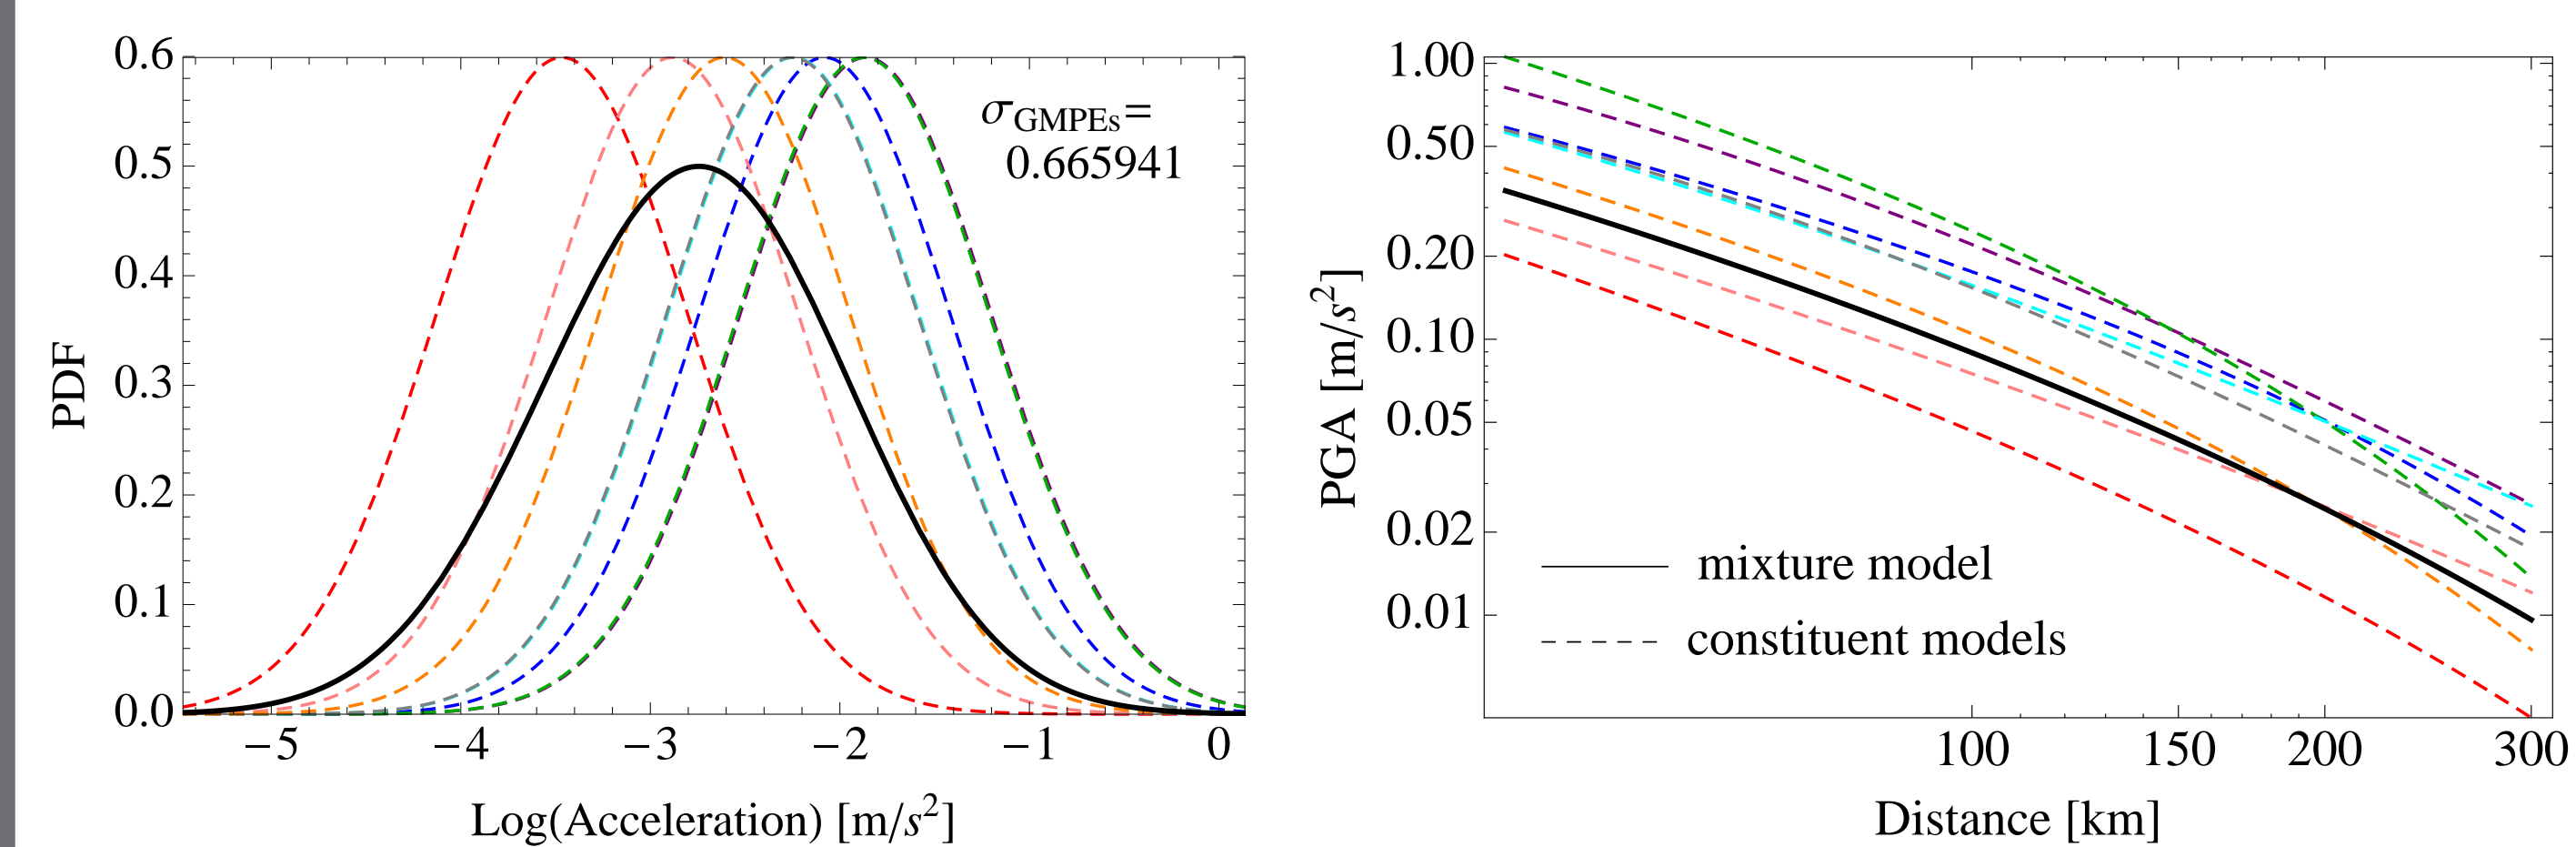 0.6
0.5
0.4
0.3
0.2
0.1
0.0
PDF
σGMPEs=
0.665941
−5 −4 −3 −2 −1 0
Log(Acceleration) [m/s²]
1.00
0.50
0.20
0.10
0.05
0.02
0.01
PGA [m/s²]
mixture model
constituent models
100 150 200 300
Distance [km]